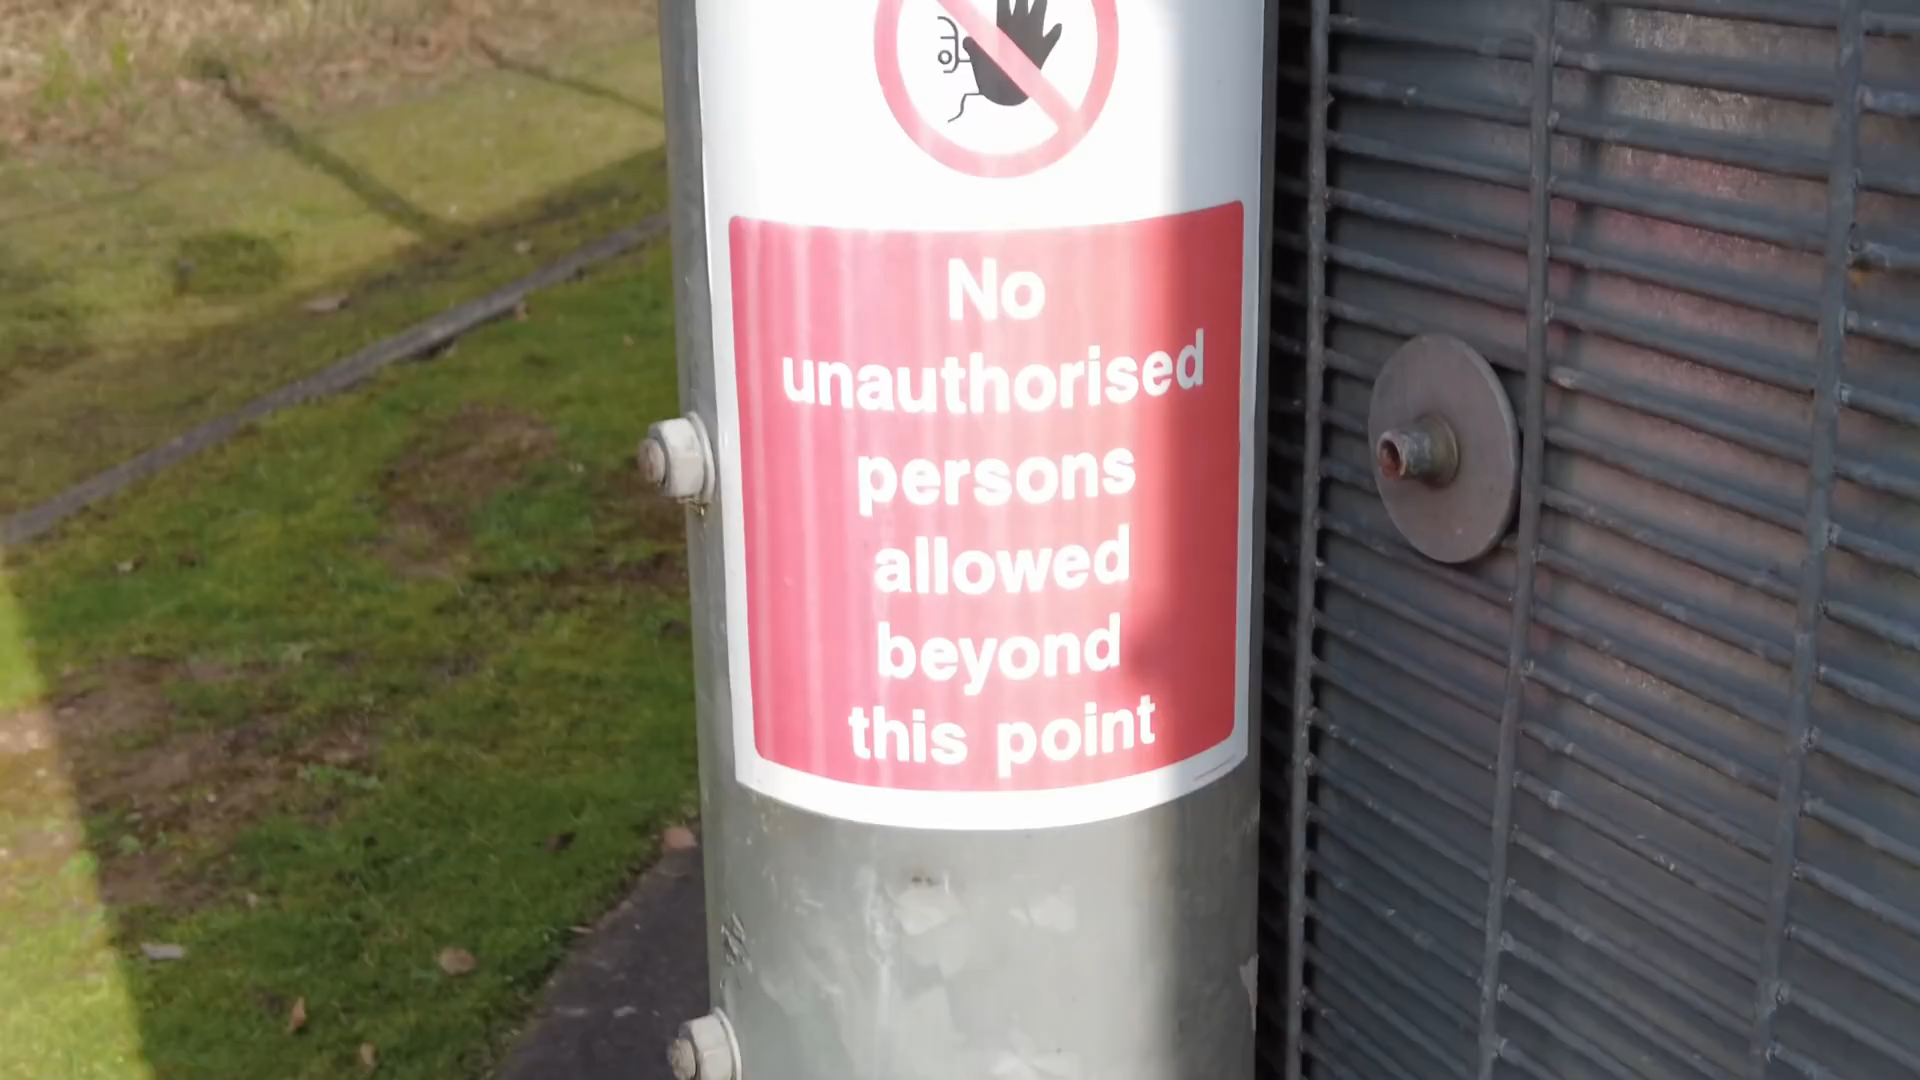 No
unauthorised
persons
allowed
beyond
this point